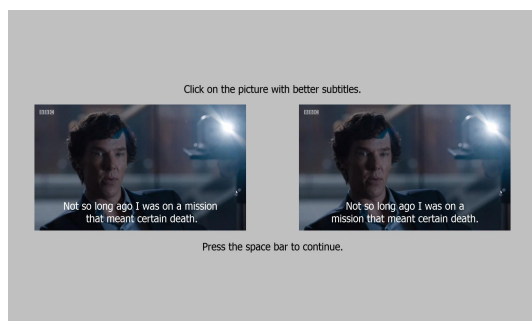 Click on the picture with better subtitles.
BBC
Not so long ago I was on a mission
that meant certain death.
BBC
Not so long ago I was on a
mission that meant certain death.
Press the space bar to continue.